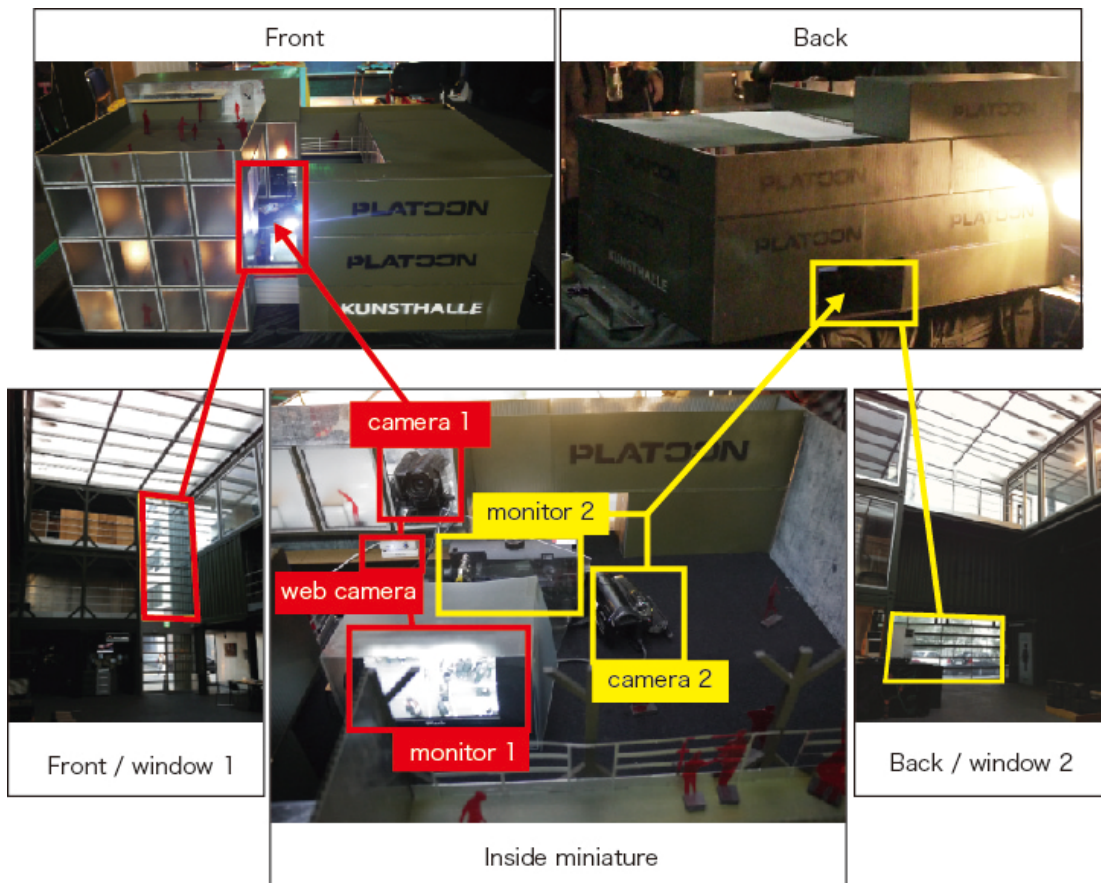 Front
Back
PLATOON
PLATOON
KUNSTHALLE
PLATOON
PLATOON
PLATOON
PLATOON
KUNSTHALLE
camera 1
PLATOON
monitor 2
web camera
camera 2
monitor 1
Front / window 1
Back / window 2
Inside miniature